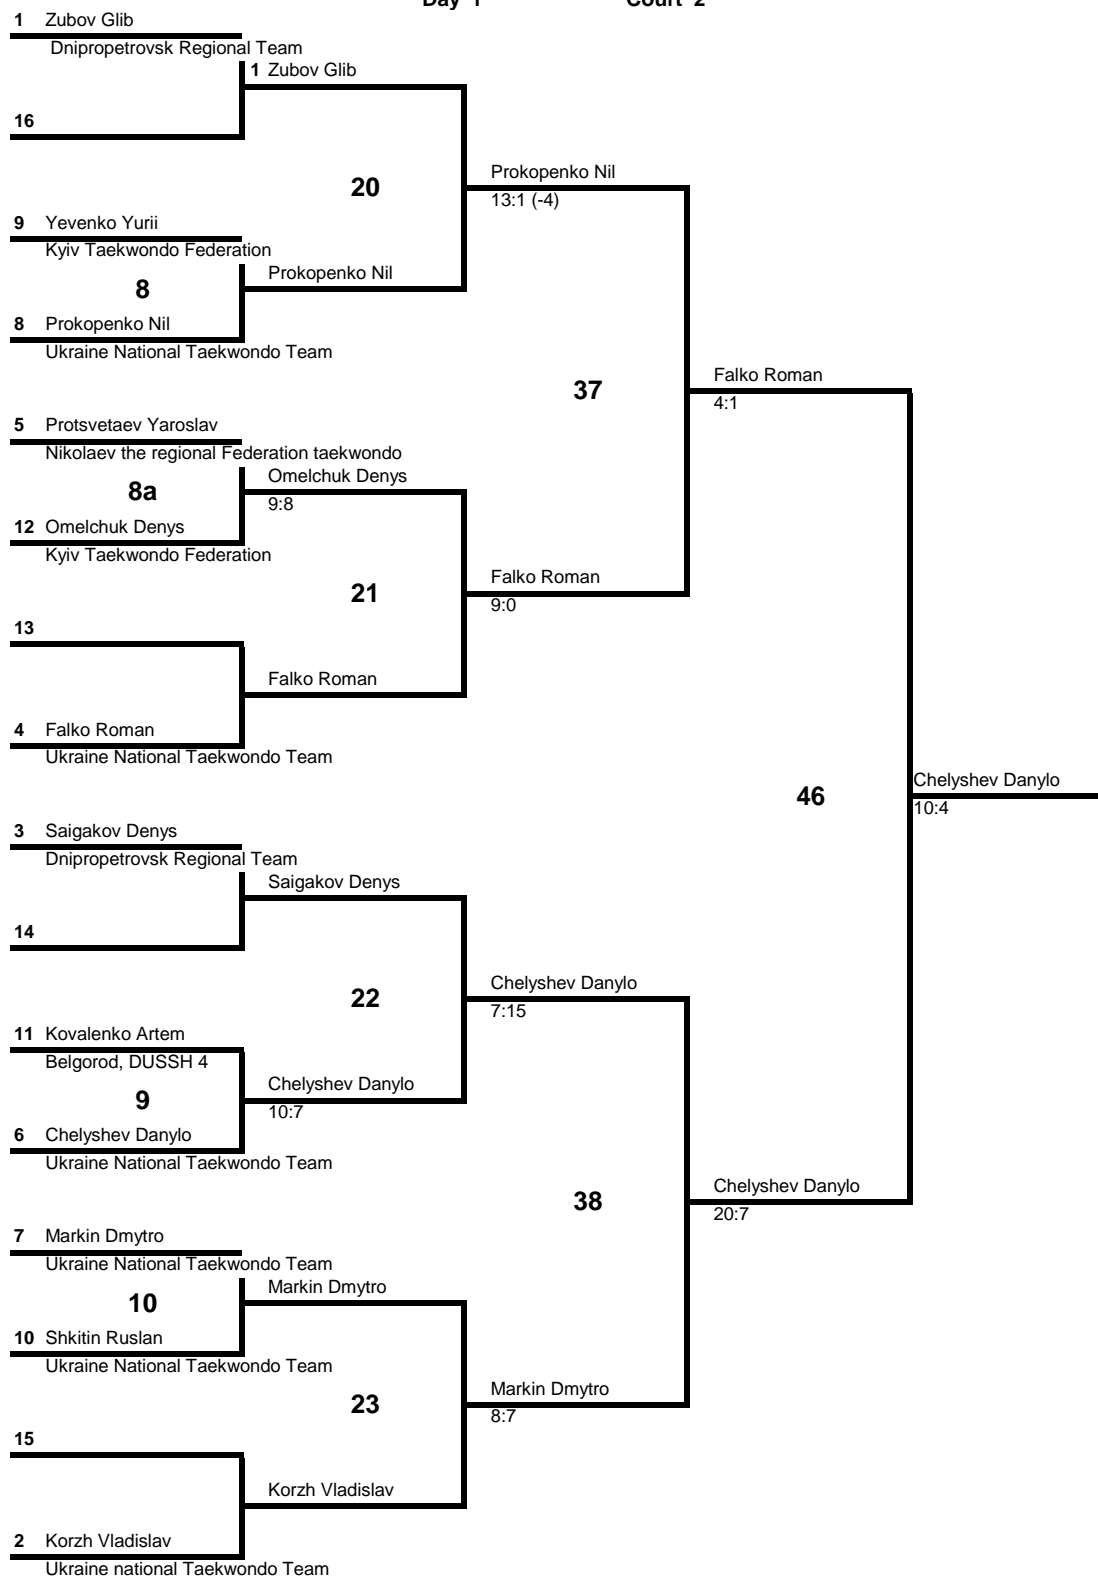 Day 1 Court 2
1 Zubov Glib
Dnipropetrovsk Regional Team
1 Zubov Glib
16
Prokopenko Nil
20
13:1 (-4)
9 Yevenko Yurii
Kyiv Taekwondo Federation
Prokopenko Nil
8
8 Prokopenko Nil
Ukraine National Taekwondo Team
Falko Roman
37
4:1
5 Protsvetaev Yaroslav
Nikolaev the regional Federation taekwondo
Omelchuk Denys
8a
9:8
12 Omelchuk Denys
Kyiv Taekwondo Federation
Falko Roman
21
9:0
13
Falko Roman
4 Falko Roman
Ukraine National Taekwondo Team
Chelyshev Danylo
46
10:4
3 Saigakov Denys
Dnipropetrovsk Regional Team
Saigakov Denys
14
Chelyshev Danylo
22
7:15
11 Kovalenko Artem
Belgorod, DUSSH 4
Chelyshev Danylo
9
10:7
6 Chelyshev Danylo
Ukraine National Taekwondo Team
Chelyshev Danylo
38
20:7
7 Markin Dmytro
Ukraine National Taekwondo Team
Markin Dmytro
10
10 Shkitin Ruslan
Ukraine National Taekwondo Team
Markin Dmytro
23
8:7
15
Korzh Vladislav
2 Korzh Vladislav
Ukraine national Taekwondo Team